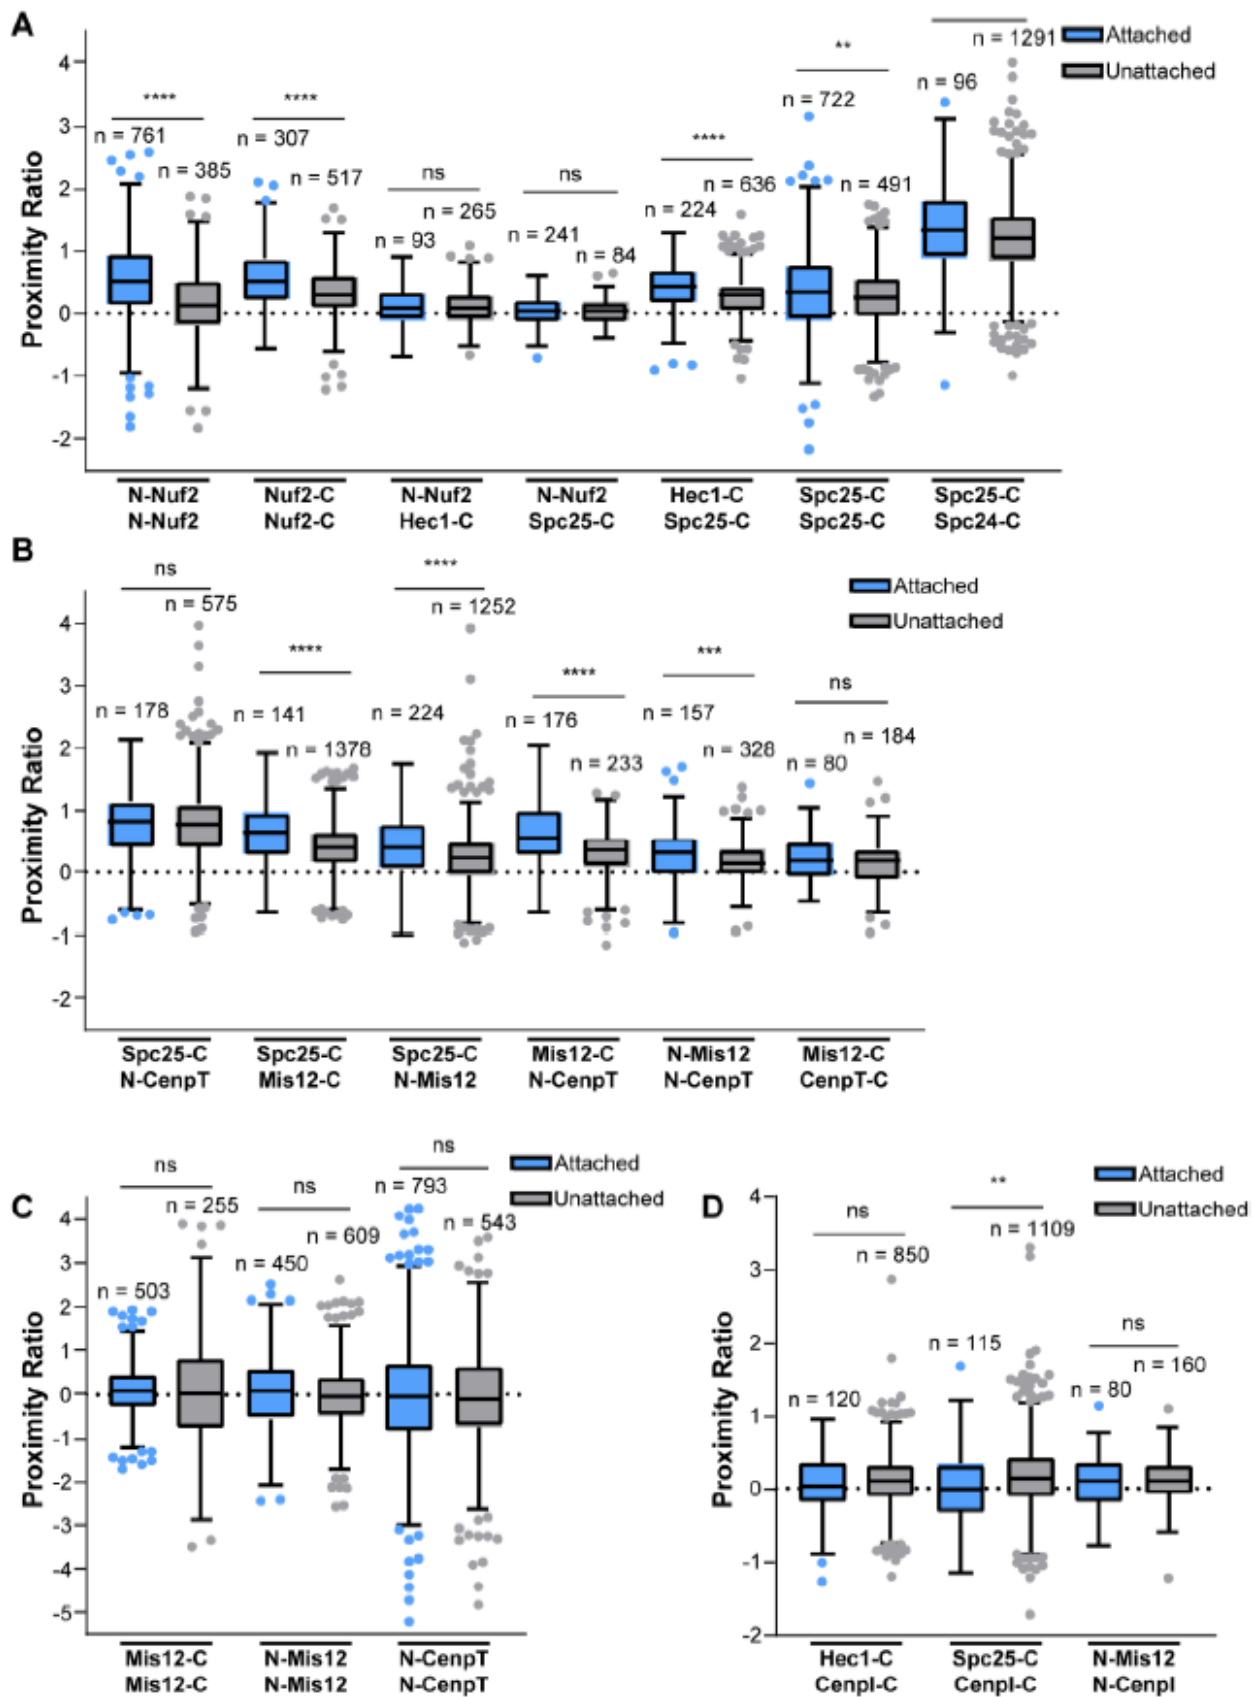 A
Attached
Unattached
n = 1291
**
n = 96
n = 722
****
****
n = 761
n = 307
****
n = 385
n = 517
ns
ns
n = 636
n = 491
n = 265
n = 224
n = 93
n = 241
n = 84
Proximity Ratio
4
3
2
1
0
-1
-2
N-Nuf2
N-Nuf2
Nuf2-C
Nuf2-C
N-Nuf2
Hec1-C
N-Nuf2
Spc25-C
Hec1-C
Spc25-C
Spc25-C
Spc25-C
Spc25-C
Spc24-C
B
ns
****
Attached
Unattached
n = 575
n = 1252
****
****
***
ns
n = 178
n = 141
n = 224
n = 176
n = 157
n = 1378
n = 233
n = 328
n = 184
n = 80
Proximity Ratio
4
3
2
1
0
-1
-2
Spc25-C
N-CenpT
Spc25-C
Mis12-C
Spc25-C
N-Mis12
Mis12-C
N-CenpT
N-Mis12
N-CenpT
Mis12-C
CenpT-C
C
ns
ns
ns
Attached
Unattached
n = 793
n = 255
n = 609
n = 543
n = 450
n = 503
Proximity Ratio
4
3
2
1
0
-1
-2
-3
-4
-5
Mis12-C
Mis12-C
N-Mis12
N-Mis12
N-CenpT
N-CenpT
D
ns
**
Attached
Unattached
n = 850
n = 1109
ns
n = 115
n = 160
n = 120
n = 80
Proximity Ratio
4
3
2
1
0
-1
-2
Hec1-C
CenpI-C
Spc25-C
CenpI-C
N-Mis12
N-CenpI